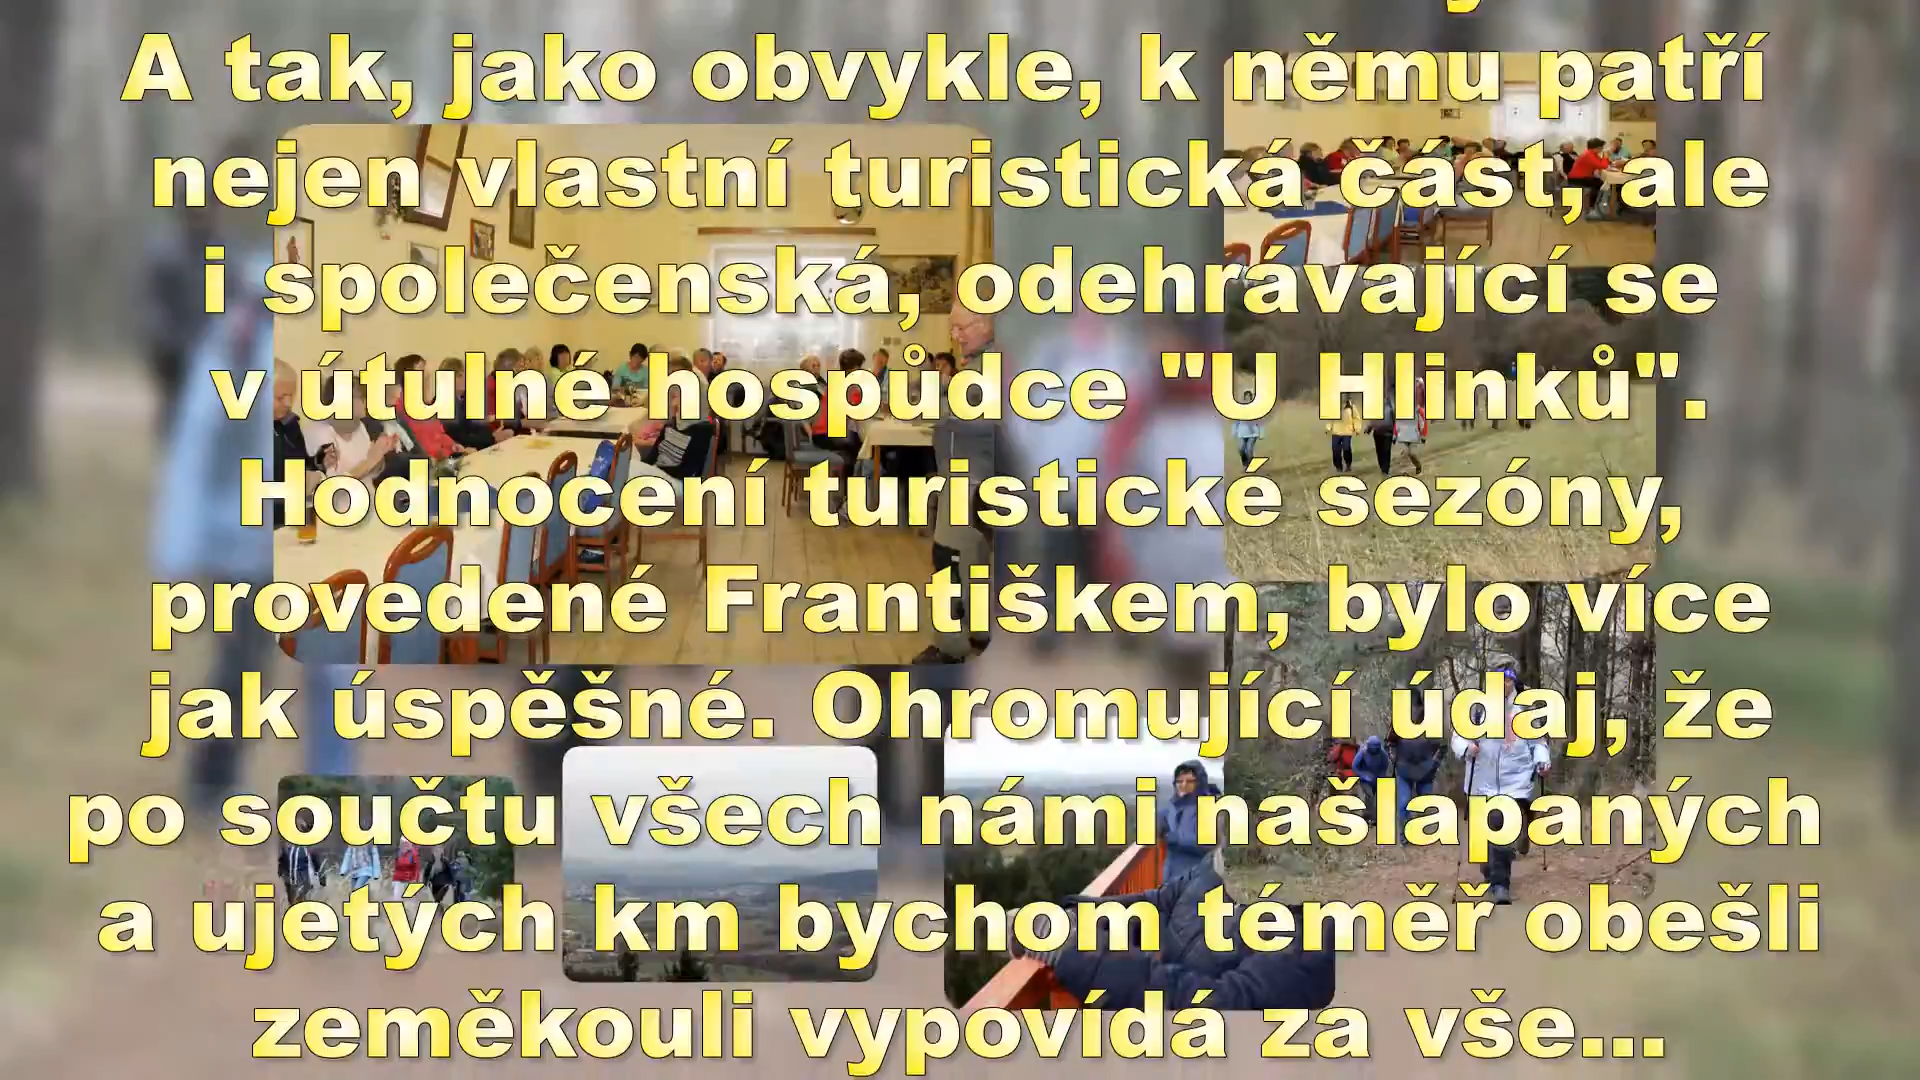 A tak, jako obvykle, k němu patří
nejen vlastní turistická část, ale
i společenská, odehrávající se
v útulné hospůdce "U Hlinků".
Hodnocení turistické sezóny,
provedené Františkem, bylo více
jak úspěšné. Ohromující údaj, že
po součtu všech námi našlapaných
a ujetých km bychom téměř obešli
zeměkouli vypovídá za vše...